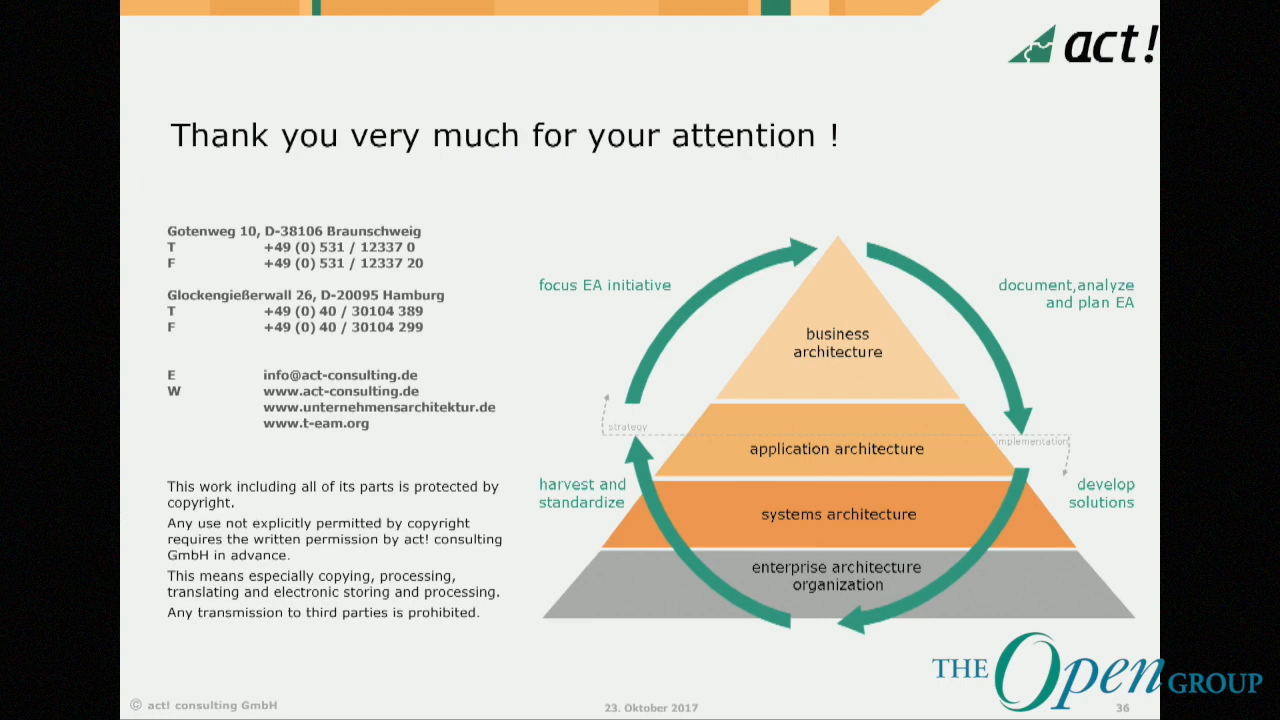 act!
Thank you very much for your attention !
Gotenweg 10, D-38106 Braunschweig
T +49 (0) 531 / 12337 0
F +49 (0) 531 / 12337 20
Glockengießerwall 26, D-20095 Hamburg
T +49 (0) 40 / 30104 389
F +49 (0) 40 / 30104 299
E info@act-consulting.de
W www.act-consulting.de
www.unternehmensarchitektur.de
www.t-eam.org
This work including all of its parts is protected by
copyright.
Any use not explicitly permitted by copyright
requires the written permission by act! consulting
GmbH in advance.
This means especially copying, processing,
translating and electronic storing and processing.
Any transmission to third parties is prohibited.
focus EA initiative
document,analyze
and plan EA
business
architecture
strategy
implementation
application architecture
harvest and
standardize
develop
solutions
systems architecture
enterprise architecture
organization
THE Open GROUP
© act! consulting GmbH
23. Oktober 2017
36